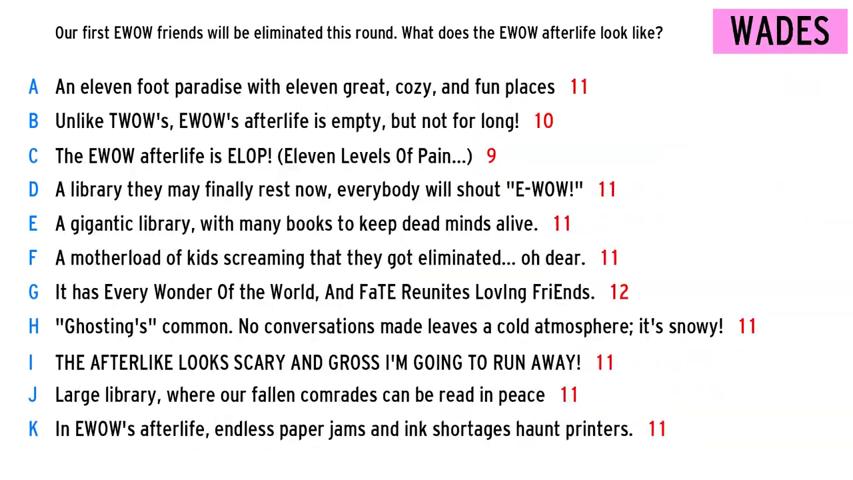 Our first EWOW friends will be eliminated this round. What does the EWOW afterlife look like?
WADES
A An eleven foot paradise with eleven great, cozy, and fun places 11
B Unlike TWOW's, EWOW's afterlife is empty, but not for long! 10
C The EWOW afterlife is ELOP! (Eleven Levels Of Pain...) 9
D A library they may finally rest now, everybody will shout "E-WOW!" 11
E A gigantic library, with many books to keep dead minds alive. 11
F A motherload of kids screaming that they got eliminated... oh dear. 11
G It has Every Wonder Of the World, And FaTE Reunites LovIng FriEnds. 12
H "Ghosting's" common. No conversations made leaves a cold atmosphere; it's snowy! 11
I THE AFTERLIKE LOOKS SCARY AND GROSS I'M GOING TO RUN AWAY! 11
J Large library, where our fallen comrades can be read in peace 11
K In EWOW's afterlife, endless paper jams and ink shortages haunt printers. 11